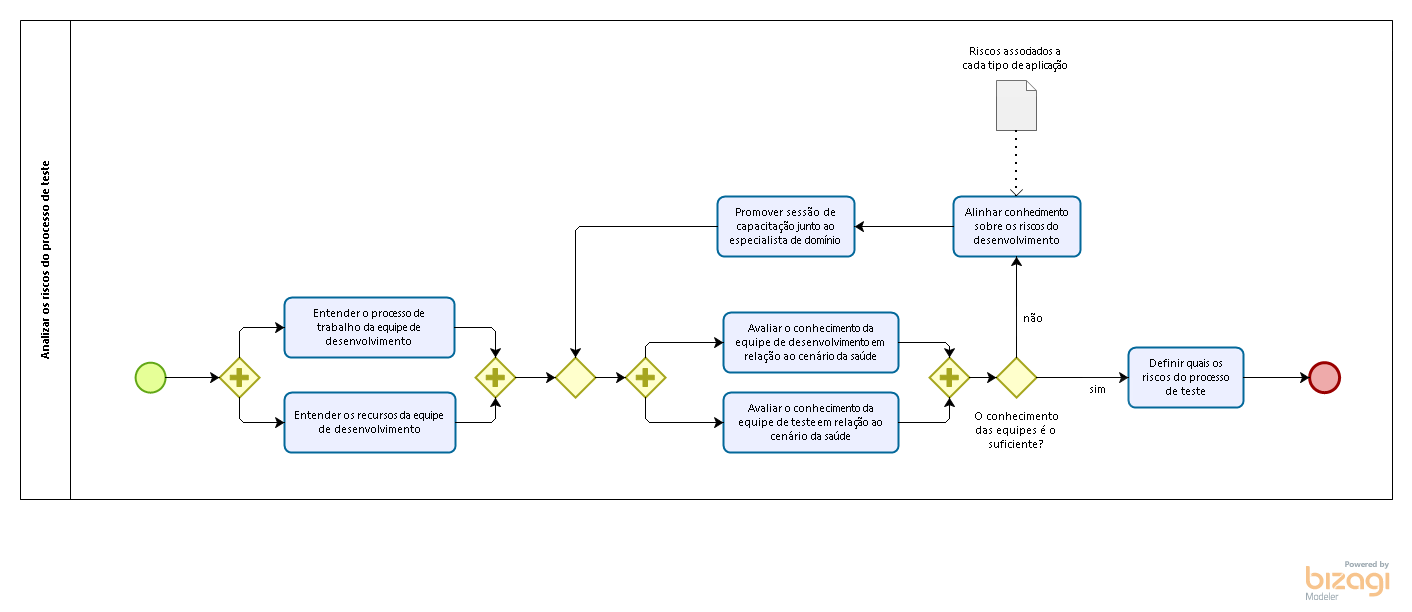 Analizar os riscos do processo de teste
Riscos associados a
cada tipo de aplicação
Promover sessão de
capacitação junto ao
especialista de domínio
Alinhar conhecimento
sobre os riscos do
desenvolvimento
Entender o processo de
trabalho da equipe de
desenvolvimento
Entender os recursos da equipe
de desenvolvimento
Avaliar o conhecimento da
equipe de desenvolvimento em
relação ao cenário da saúde
Avaliar o conhecimento da
equipe de teste em relação ao
cenário da saúde
não
sim
O conhecimento
das equipes é o
suficiente?
Definir quais os
riscos do processo
de teste
Powered by
bizagi
Modeler